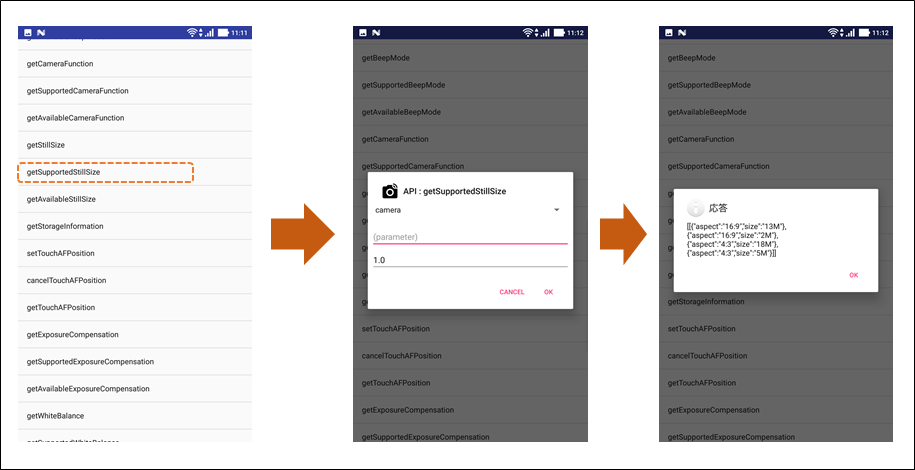 11:11
getCameraFunction
getSupportedCameraFunction
getAvailableCameraFunction
getStillSize
getSupportedStillSize
getAvailableStillSize
getStorageInformation
setTouchAFPosition
cancelTouchAFPosition
getTouchAFPosition
getExposureCompensation
getSupportedExposureCompensation
getAvailableExposureCompensation
getWhiteBalance
getSupportedWhiteBalance
11:12
getBeepMode
getSupportedBeepMode
getAvailableBeepMode
getCameraFunction
getSupportedCameraFunction
API : getSupportedStillSize
camera
(parameter)
1.0
CANCEL OK
setTouchAFPosition
cancelTouchAFPosition
getTouchAFPosition
getExposureCompensation
getSupportedExposureCompensation
11:12
getBeepMode
getSupportedBeepMode
getAvailableBeepMode
getCameraFunction
getSupportedCameraFunction
応答
[[{"aspect":"16:9","size":"13M"},
{"aspect":"16:9","size":"2M"},
{"aspect":"4:3","size":"18M"},
{"aspect":"4:3","size":"5M"}]]
OK
getStorageInformation
setTouchAFPosition
cancelTouchAFPosition
getTouchAFPosition
getExposureCompensation
getSupportedExposureCompensation